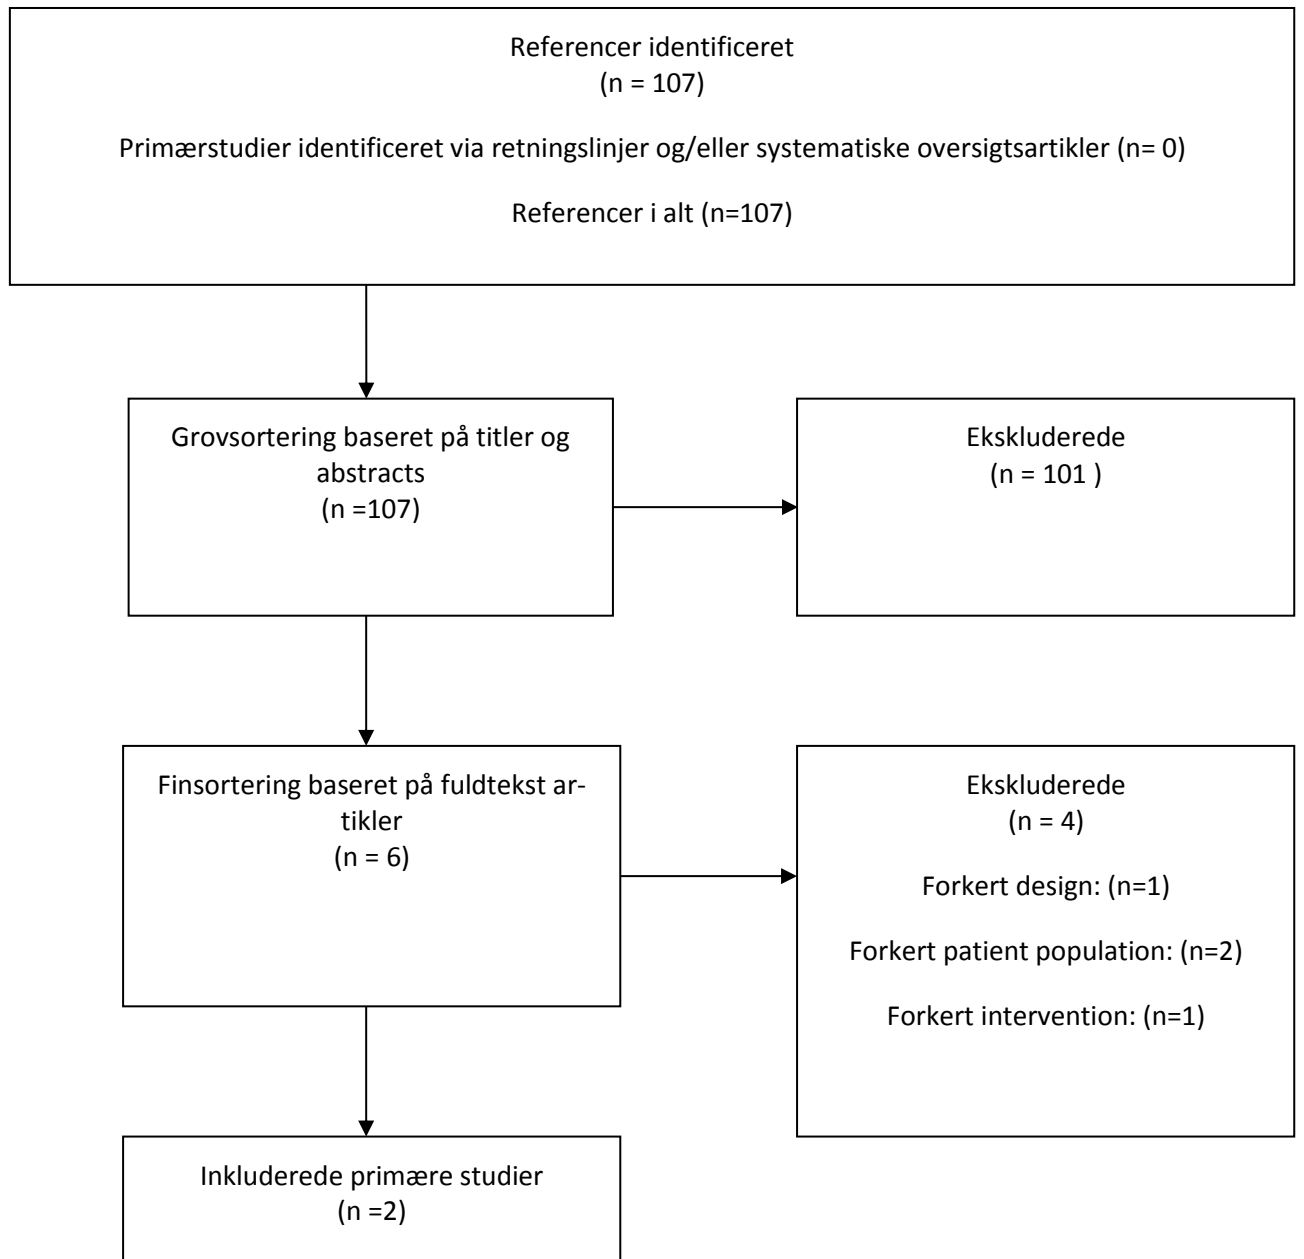 Referencer identificeret
(n = 107)
Primærstudier identificeret via retningslinjer og/eller systematiske oversigtsartikler (n= 0)
Referencer i alt (n=107)
Grovsortering baseret på titler og
abstracts
(n =107)
Ekskluderede
(n = 101 )
Finsortering baseret på fuldtekst ar-
tikler
(n = 6)
Ekskluderede
(n = 4)
Forkert design: (n=1)
Forkert patient population: (n=2)
Forkert intervention: (n=1)
Inkluderede primære studier
(n =2)